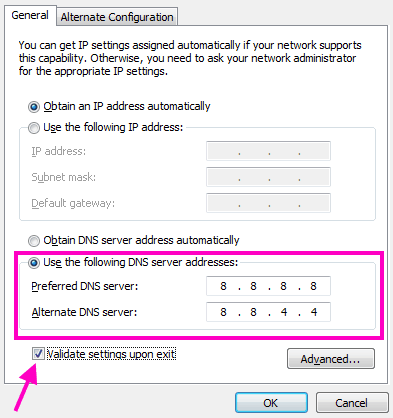 General
Alternate Configuration
You can get IP settings assigned automatically if your network supports
this capability. Otherwise, you need to ask your network administrator
for the appropriate IP settings.
Obtain an IP address automatically
Use the following IP address:
IP address:
. . .
Subnet mask:
. . .
Default gateway:
. . .
Obtain DNS server address automatically
Use the following DNS server addresses:
Preferred DNS server:
8 . 8 . 8 . 8
Alternate DNS server:
8 . 8 . 4 . 4
Validate settings upon exit
Advanced...
OK
Cancel